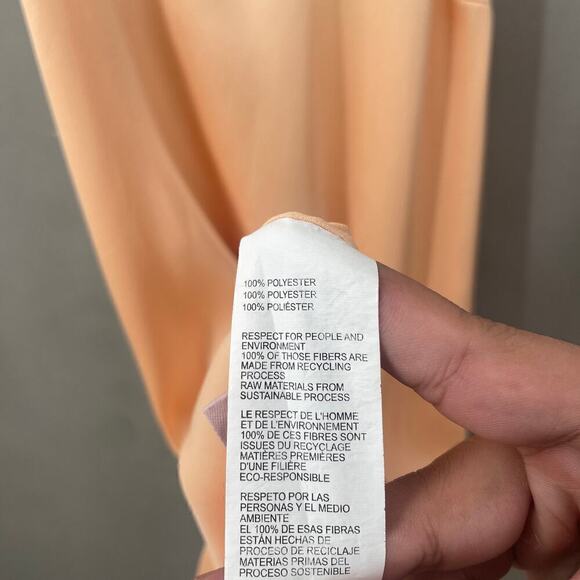 100% POLYESTER
100% POLYESTER
100% POLIÉSTER
RESPECT FOR PEOPLE AND
ENVIRONMENT
100% OF THOSE FIBERS ARE
MADE FROM RECYCLING
PROCESS
RAW MATERIALS FROM
SUSTAINABLE PROCESS
LE RESPECT DE L'HOMME
ET DE L'ENVIRONNEMENT
100% DE CES FIBRES SONT
ISSUES DU RECYCLAGE
MATIÈRES PREMIÈRES
D'UNE FILIÈRE
ECO-RESPONSIBLE
RESPETO POR LAS
PERSONAS Y EL MEDIO
AMBIENTE
EL 100% DE ESAS FIBRAS
ESTÁN HECHAS DE
PROCESO DE RECICLAJE
MATERIAS PRIMAS DEL
PROCESO SOSTENIBLE